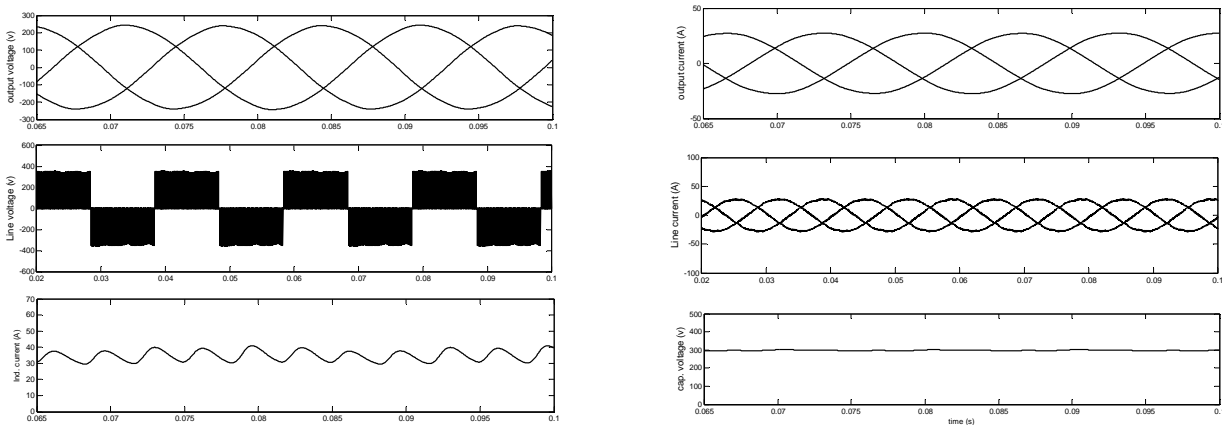 output voltage (v)
300
200
100
0
-100
-200
-300
0.065 0.07 0.075 0.08 0.085 0.09 0.095 0.1
Line voltage (v)
600
400
200
0
-200
-400
-600
0.02 0.03 0.04 0.05 0.06 0.07 0.08 0.09 0.1
Ind. current (A)
70
60
50
40
30
20
10
0
0.065 0.07 0.075 0.08 0.085 0.09 0.095 0.1
output current (A)
50
0
-50
0.065 0.07 0.075 0.08 0.085 0.09 0.095 0.
Line current (A)
100
50
0
-50
-100
0.02 0.03 0.04 0.05 0.06 0.07 0.08 0.09 0.1
cap. voltage (v)
500
400
300
200
100
0
0.065 0.07 0.075 0.08 0.085 0.09 0.095 0.
time (s)